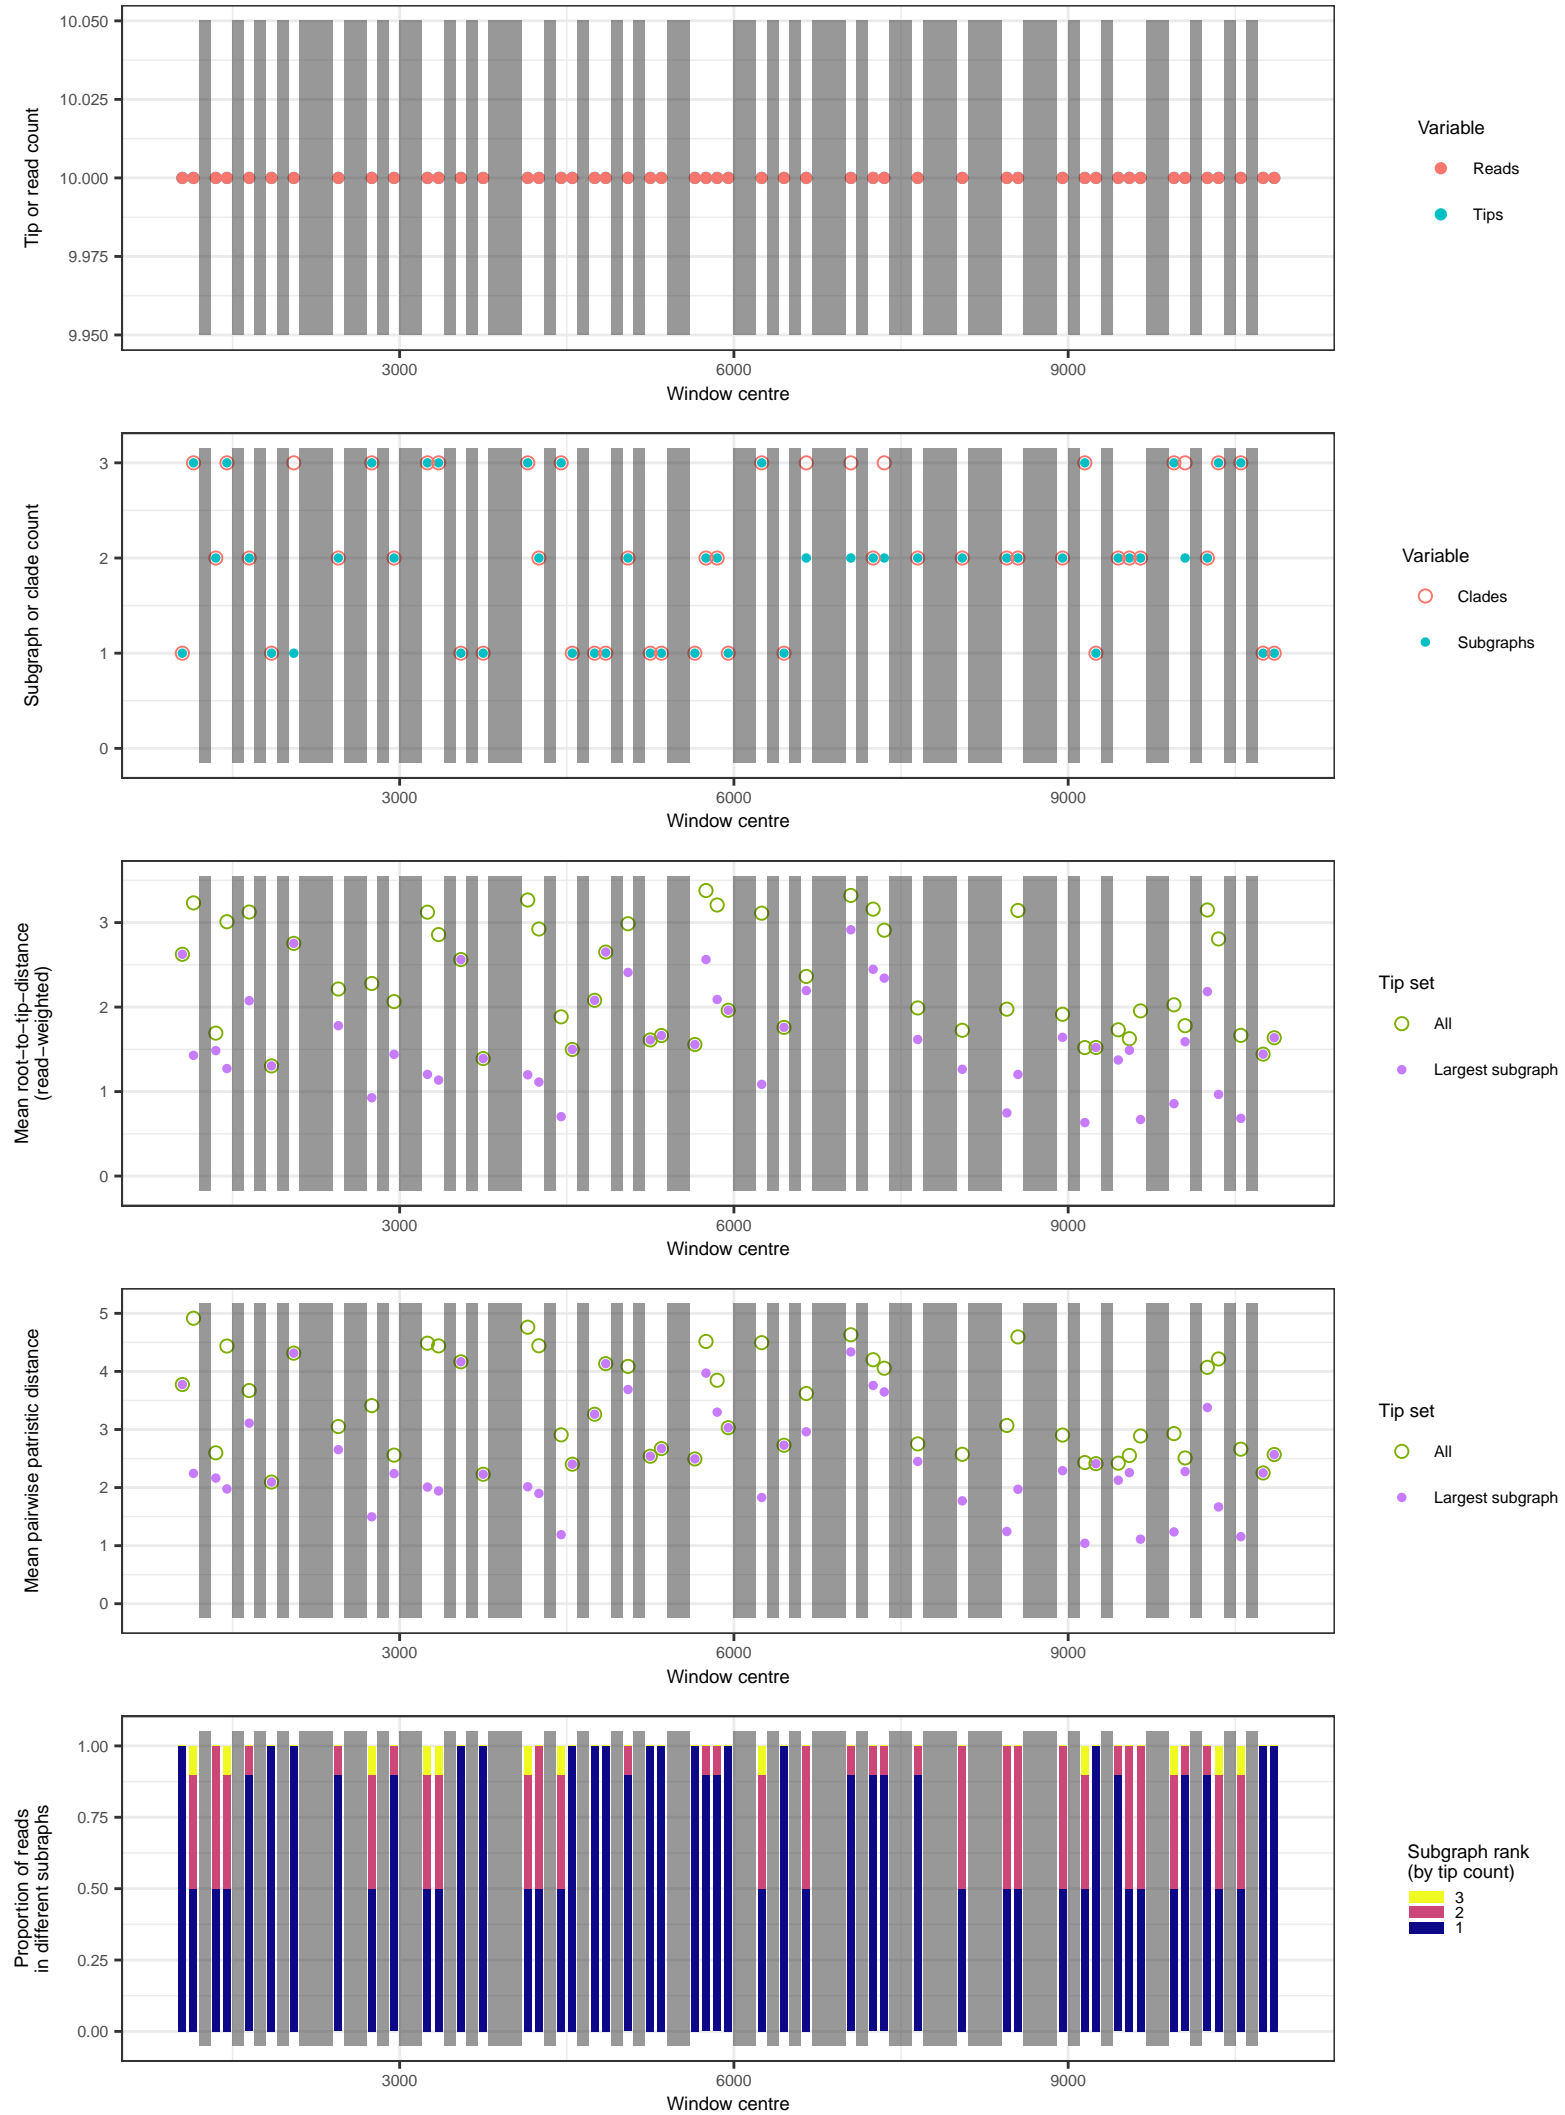 10.050
10.025
10.000
9.975
9.950
Tip or read count
3000
6000
9000
Window centre
Variable
Reads
Tips
3
2
1
0
Subgraph or clade count
3000
6000
9000
Window centre
Variable
Clades
Subgraphs
3
2
1
0
Mean root−to−tip−distance
(read−weighted)
3000
6000
9000
Window centre
Tip set
All
Largest subgraph
5
4
3
2
1
0
Mean pairwise patristic distance
3000
6000
9000
Window centre
Tip set
All
Largest subgraph
1.00
0.75
0.50
0.25
0.00
Proportion of reads
in different subraphs
3000
6000
9000
Window centre
Subgraph rank
(by tip count)
3
2
1